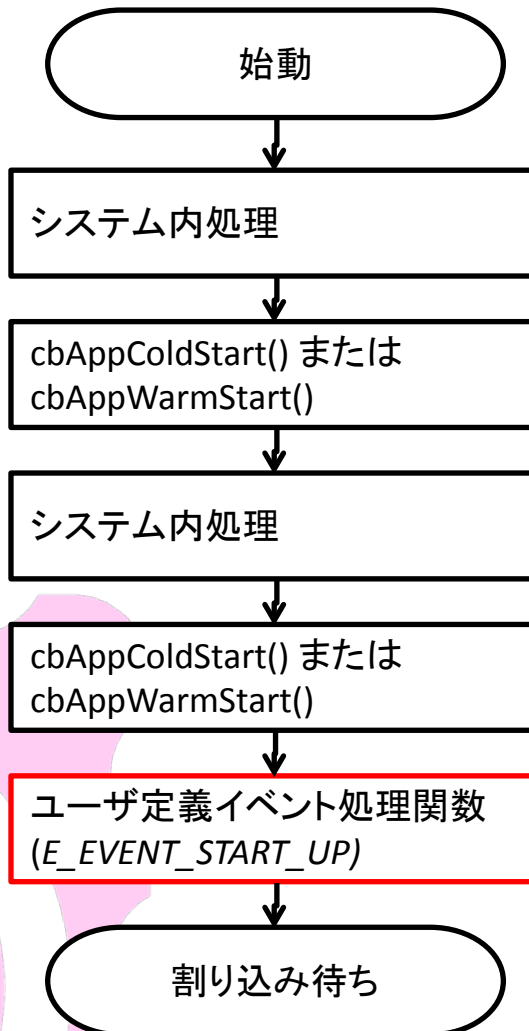 始動
システム内処理
cbAppColdStart() または
cbAppWarmStart()
システム内処理
cbAppColdStart() または
cbAppWarmStart()
ユーザ定義イベント処理関数
(E_EVENT_START_UP)
割り込み待ち